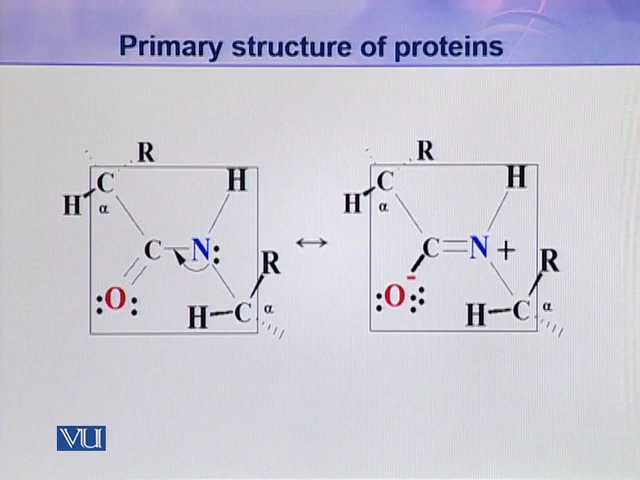 Primary structure of proteins
R R
C H C H
H α H α
C N: C N +
R R
:O: :O:: -
H C α H C α
VU